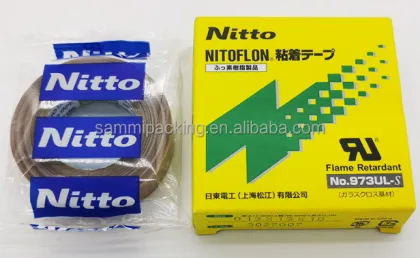 Nitto
Nitto
Nitto
Nitto
Nitto
NITOFLON® 粘着テープ
ふっ素樹脂製品
Flame Retardant
No.973UL-S
(ガラスクロス基材)
日東電工(上海松江)有限公司
sammipacking.en.alibaba.com